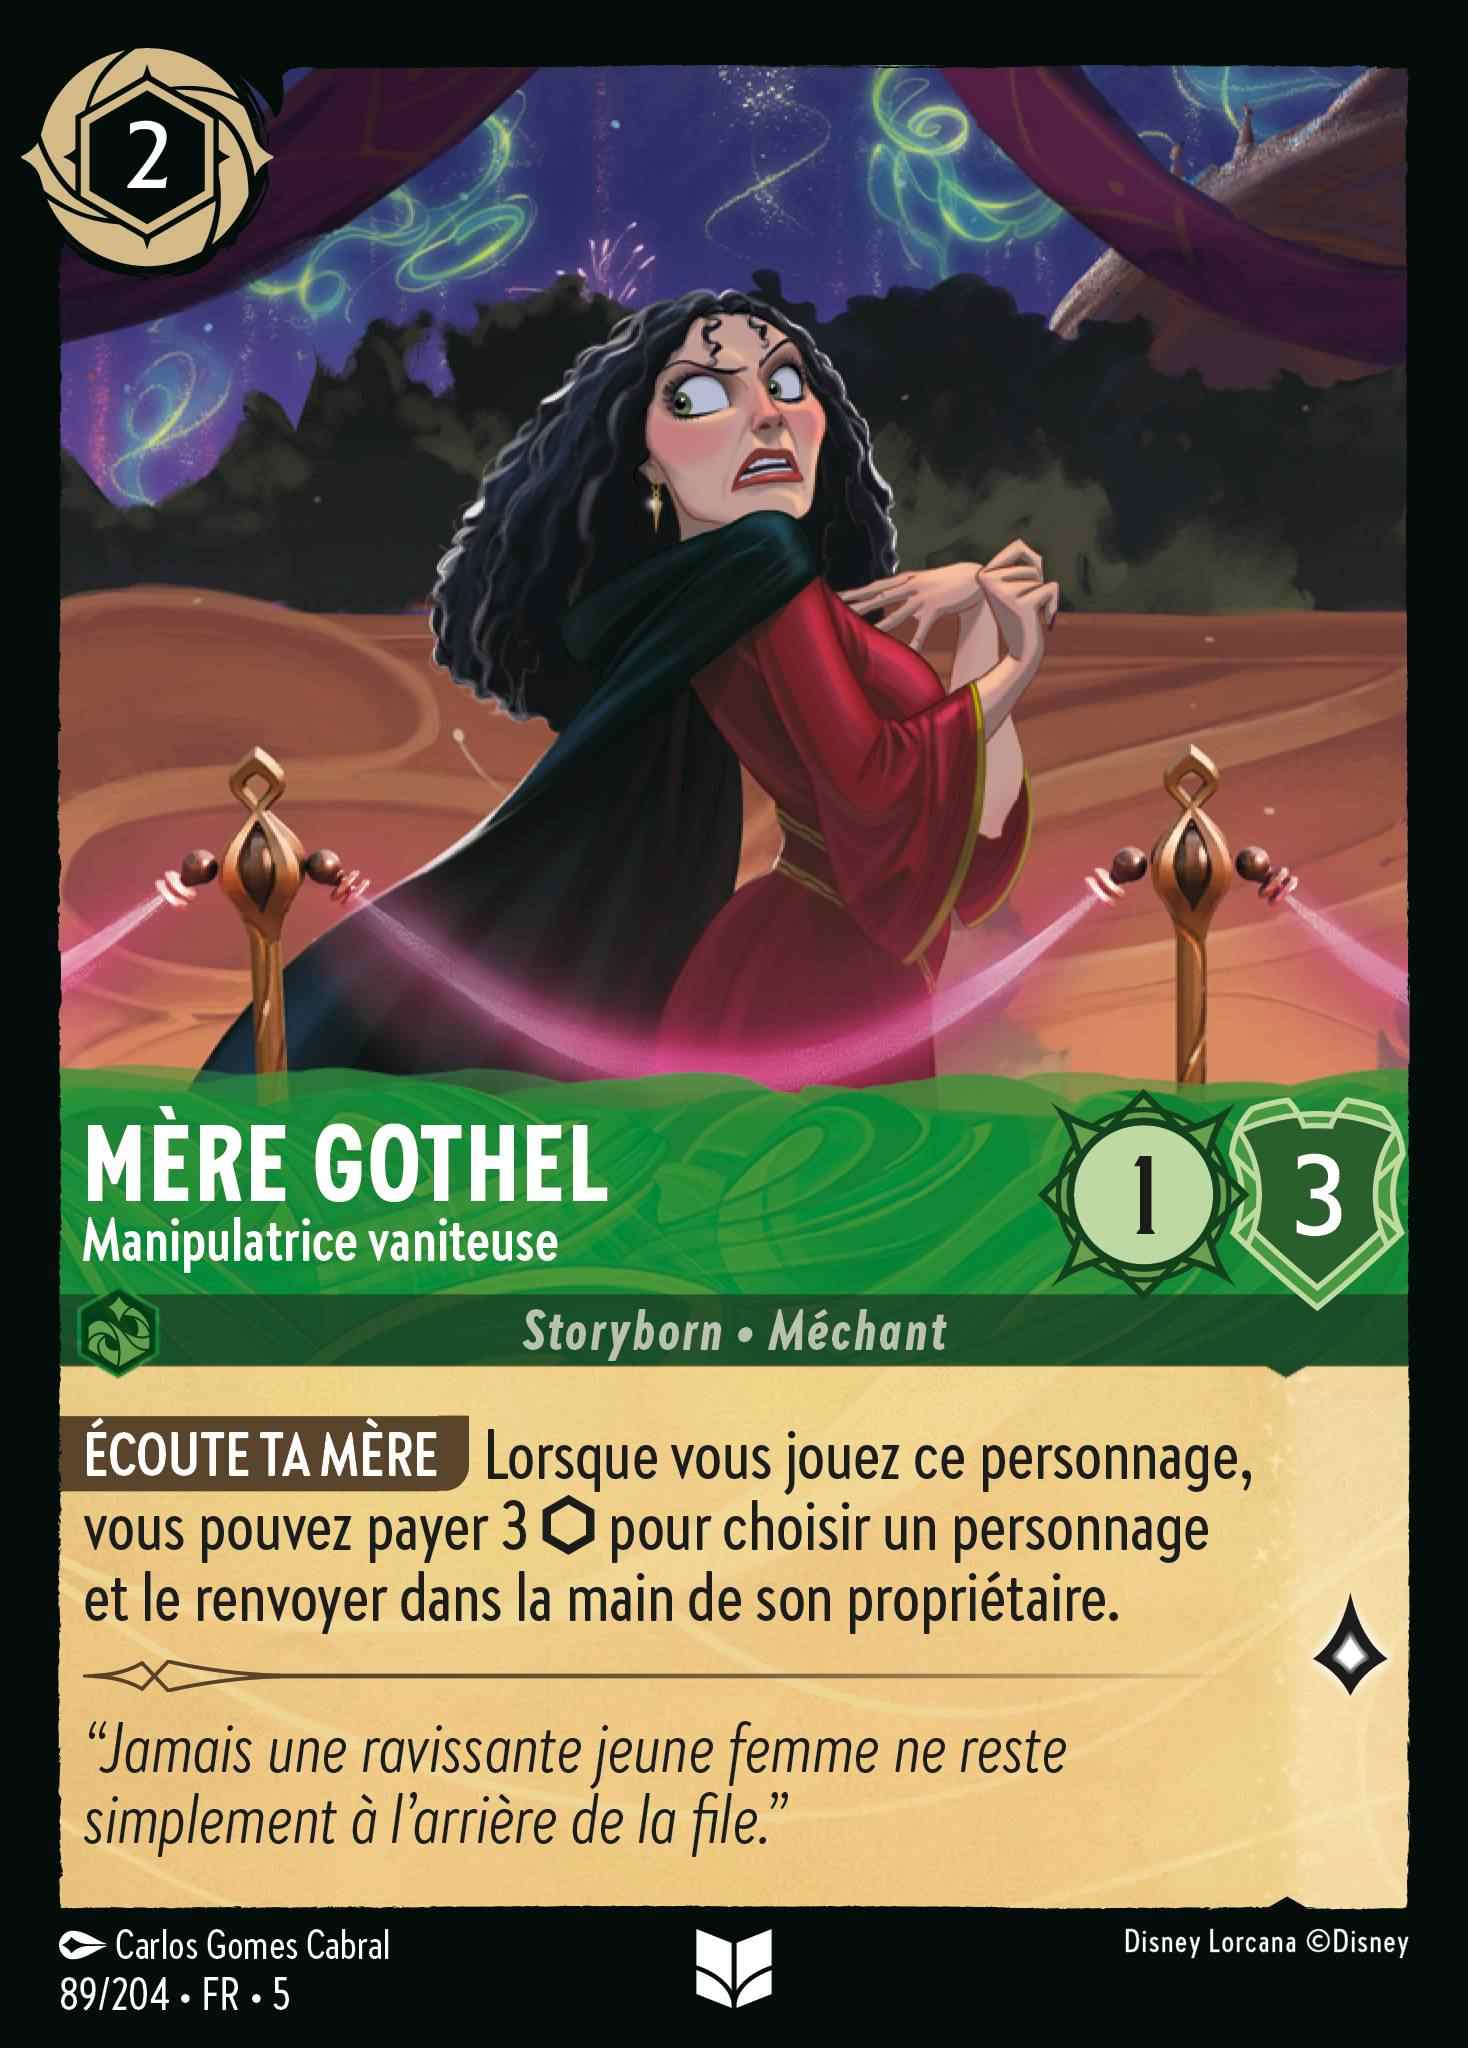 2
MÈRE GOTHEL
Manipulatrice vaniteuse
1
3
Storyborn • Méchant
ÉCOUTE TA MÈRE Lorsque vous jouez ce personnage,
vous pouvez payer 3 ⬡ pour choisir un personnage
et le renvoyer dans la main de son propriétaire.
“Jamais une ravissante jeune femme ne reste
simplement à l’arrière de la file.”
Carlos Gomes Cabral
Disney Lorcana ©Disney
89/204 • FR • 5